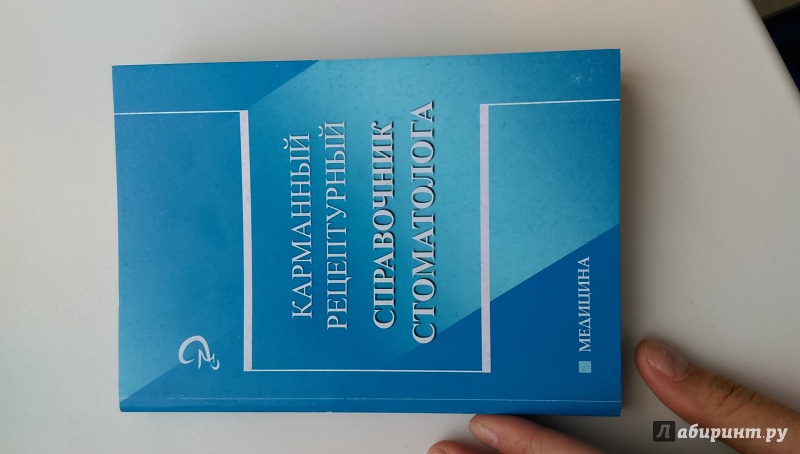 КАРМАННЫЙ
РЕЦЕПТУРНЫЙ
СПРАВОЧНИК
СТОМАТОЛОГА
МЕДИЦИНА
Лабиринт.ру